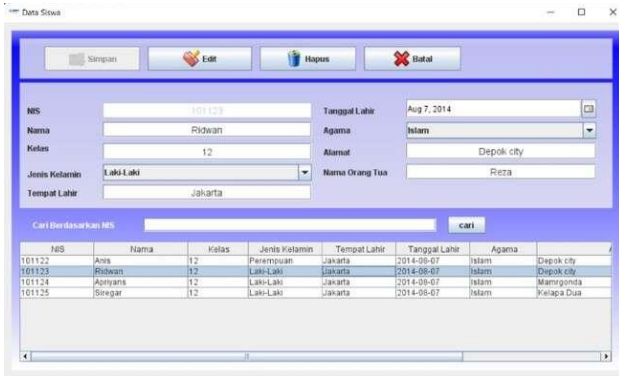 Data Siswa
Simpan Edit Hapus Batal
NIS 101123 Tanggal Lahir Aug 7, 2014
Nama Ridwan Agama Islam
Kelas 12 Alamat Depok city
Jenis Kelamin Laki-Laki Nama Orang Tua Reza
Tempat Lahir Jakarta
Cari Berdasarkan NIS cari
NIS Nama Kelas Jenis Kelamin Tempat Lahir Tanggal Lahir Agama A
101122 Anis 12 Perempuan Jakarta 2014-08-07 Islam Depok city
101123 Ridwan 12 Laki-Laki Jakarta 2014-08-07 Islam Depok city
101124 Apriyans 12 Laki-Laki Jakarta 2014-08-07 Islam
101125 Siregar 12 Laki-Laki Jakarta 2014-08-07 Islam Kelapa Dua